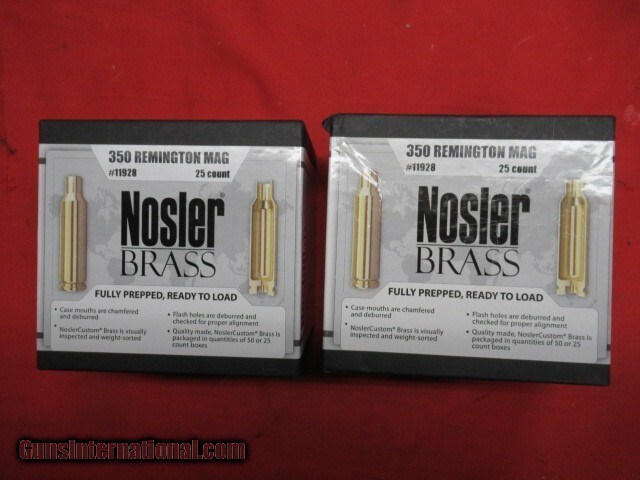 350 REMINGTON MAG
#11928 25 count
Nosler®
BRASS
FULLY PREPPED, READY TO LOAD
• Case mouths are chamfered
and deburred
• NoslerCustom® Brass is visually
inspected and weight-sorted
• Flash holes are deburred and
checked for proper alignment
• Quality made, NoslerCustom® Brass is
packaged in quantities of 50 or 25
count boxes
350 REMINGTON MAG
#11928 25 count
Nosler®
BRASS
FULLY PREPPED, READY TO LOAD
• Case mouths are chamfered
and deburred
• NoslerCustom® Brass is visually
inspected and weight-sorted
• Flash holes are deburred and
checked for proper alignment
• Quality made, NoslerCustom® Brass is
packaged in quantities of 50 or 25
count boxes
GunsInternational.com